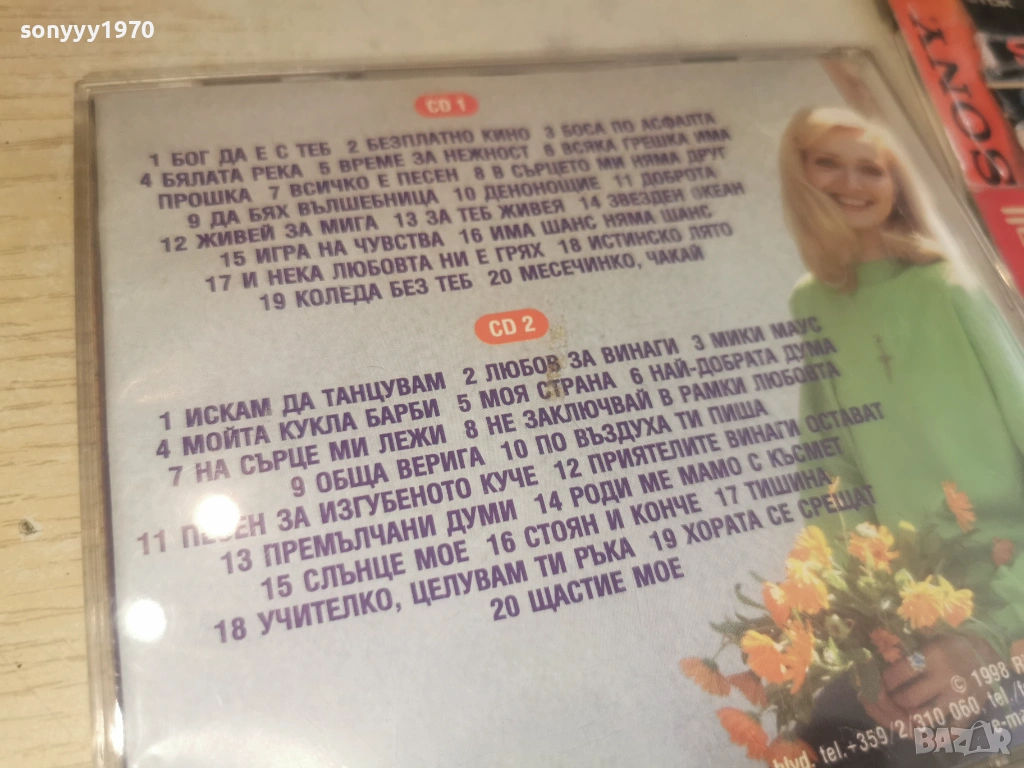 sonyyy1970
SONY
CD 1
1 БОГ ДА Е С ТЕБ 2 БЕЗПЛАТНО КИНО 3 БОСА ПО АСФАЛТА
4 БЯЛАТА РЕКА 5 ВРЕМЕ ЗА НЕЖНОСТ 6 ВСЯКА ГРЕШКА ИМА
ПРОШКА 7 ВСИЧКО Е ПЕСЕН 8 В СЪРЦЕТО МИ НЯМА ДРУГ
9 ДА БЯХ ВЪЛШЕБНИЦА 10 ДЕНОНОЩИЕ 11 ДОБРОТА
12 ЖИВЕЙ ЗА МИГА 13 ЗА ТЕБ ЖИВЕЯ 14 ЗВЕЗДЕН ОКЕАН
15 ИГРА НА ЧУВСТВА 16 ИМА ШАНС НЯМА ШАНС
17 И НЕКА ЛЮБОВТА НИ Е ГРЯХ 18 ИСТИНСКО ЛЯТО
19 КОЛЕДА БЕЗ ТЕБ 20 МЕСЕЧИНКО, ЧАКАЙ
CD 2
1 ИСКАМ ДА ТАНЦУВАМ 2 ЛЮБОВ ЗА ВИНАГИ 3 МИКИ МАУС
4 МОЙТА КУКЛА БАРБИ 5 МОЯ СТРАНА 6 НАЙ-ДОБРАТА ДУМА
7 НА СЪРЦЕ МИ ЛЕЖИ 8 НЕ ЗАКЛЮЧВАЙ В РАМКИ ЛЮБОВТА
9 ОБЩА ВЕРИГА 10 ПО ВЪЗДУХА ТИ ПИША
11 ПЕСЕН ЗА ИЗГУБЕНОТО КУЧЕ 12 ПРИЯТЕЛИТЕ ВИНАГИ ОСТАВАТ
13 ПРЕМЪЛЧАНИ ДУМИ 14 РОДИ МЕ МАМО С КЪСМЕТ
15 СЛЪНЦЕ МОЕ 16 СТОЯН И КОНЧЕ 17 ТИШИНА
18 УЧИТЕЛКО, ЦЕЛУВАМ ТИ РЪКА 19 ХОРАТА СЕ СРЕЩАТ
20 ЩАСТИЕ МОЕ
© 1998
blvd. tel.+359/2/310 060, tel./
BAZAR